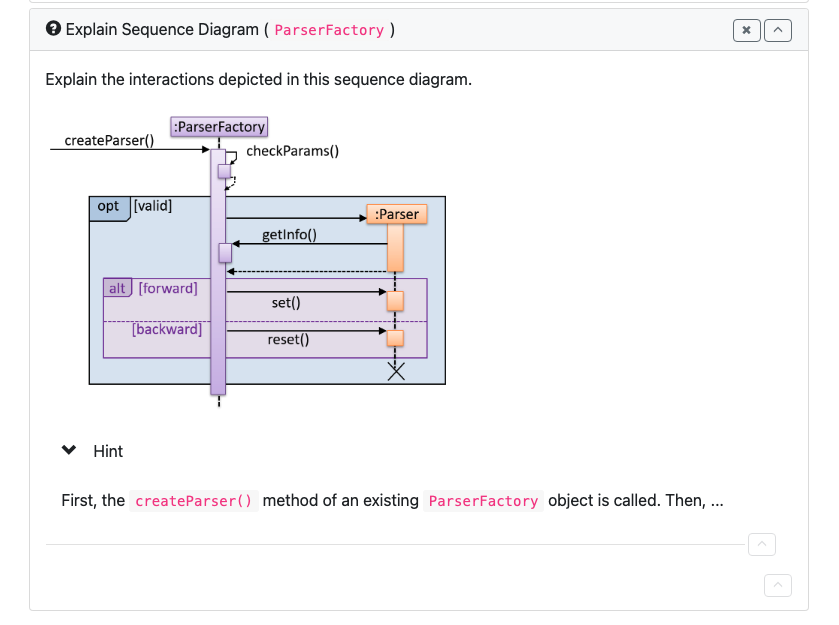 Explain Sequence Diagram ( ParserFactory )
Explain the interactions depicted in this sequence diagram.
:ParserFactory
createParser()
checkParams()
opt [valid]
:Parser
getInfo()
alt [forward]
set()
[backward]
reset()
Hint
First, the createParser() method of an existing ParserFactory object is called. Then, ...